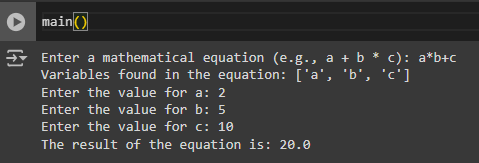 main()
Enter a mathematical equation (e.g., a + b * c): a*b+c
Variables found in the equation: ['a', 'b', 'c']
Enter the value for a: 2
Enter the value for b: 5
Enter the value for c: 10
The result of the equation is: 20.0